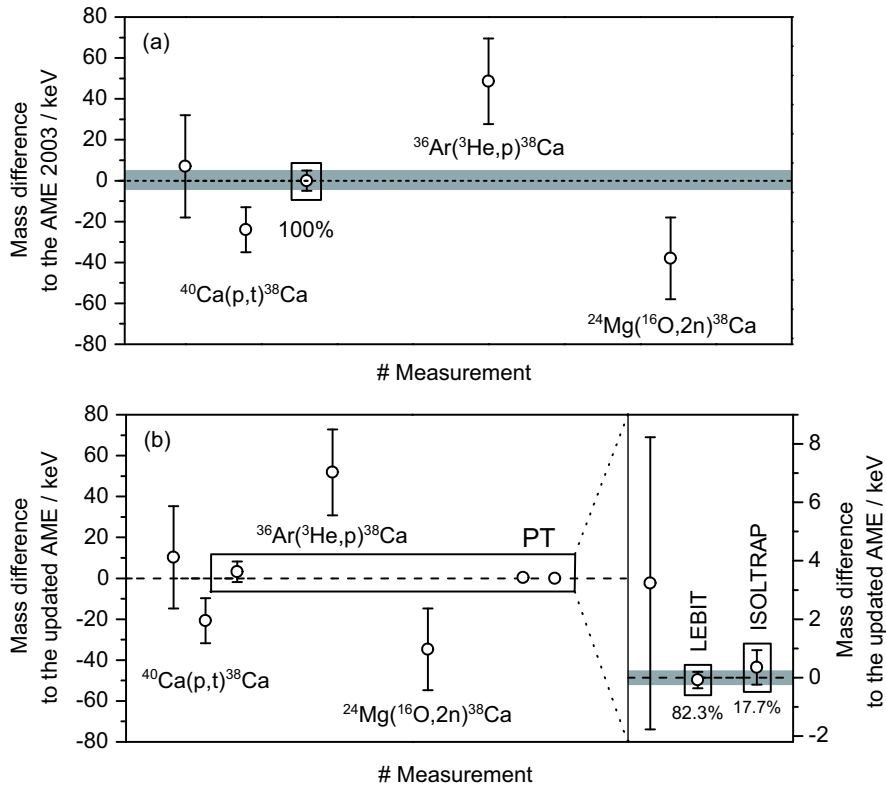 (a)
80
60
40
20
0
-20
-40
-60
-80
Mass difference
to the AME 2003 / keV
³⁶Ar(³He,p)³⁸Ca
100%
⁴⁰Ca(p,t)³⁸Ca
²⁴Mg(¹⁶O,2n)³⁸Ca
# Measurement
(b)
80
60
40
20
0
-20
-40
-60
-80
Mass difference
to the updated AME / keV
³⁶Ar(³He,p)³⁸Ca
PT
⁴⁰Ca(p,t)³⁸Ca
²⁴Mg(¹⁶O,2n)³⁸Ca
LEBIT
ISOLTRAP
82.3%
17.7%
8
6
4
2
0
-2
Mass difference
to the updated AME / keV
# Measurement